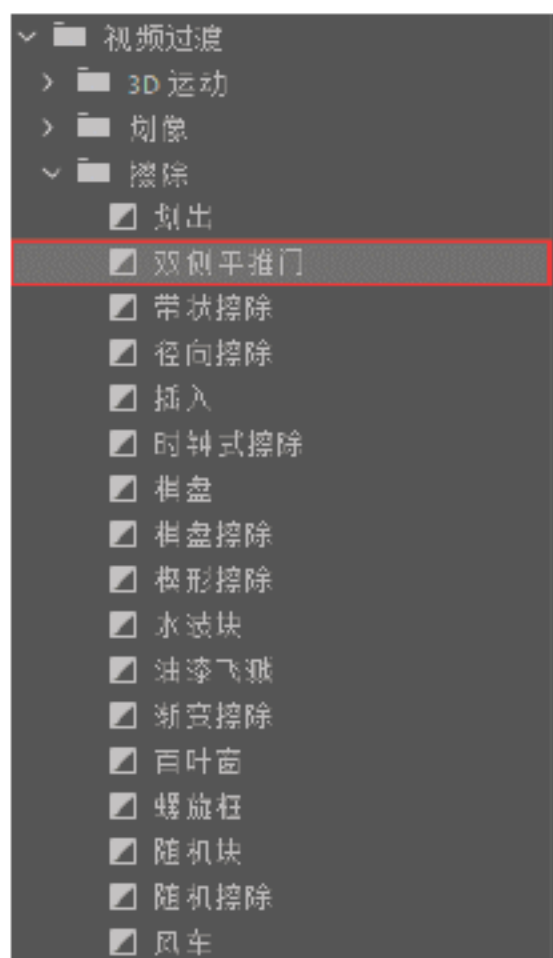 视频过渡
3D 运动
划像
擦除
划出
双侧平推门
带状擦除
径向擦除
插入
时钟式擦除
棋盘
棋盘擦除
楔形擦除
水波块
油漆飞溅
渐变擦除
百叶窗
螺旋框
随机块
随机擦除
风车